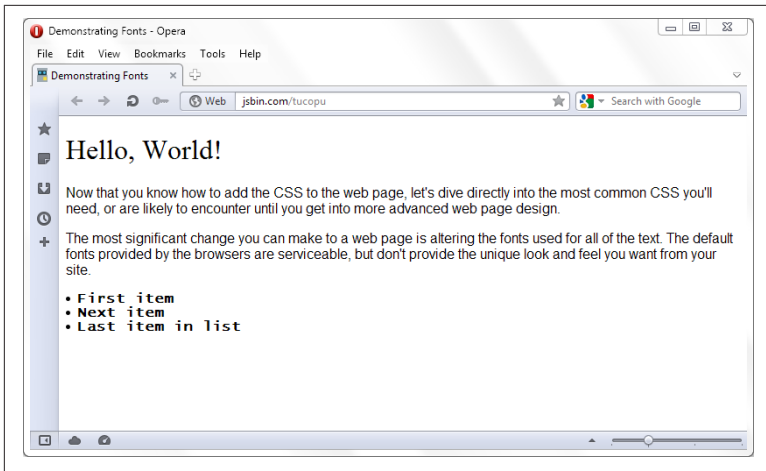 Demonstrating Fonts - Opera
File Edit View Bookmarks Tools Help
Demonstrating Fonts
Web jsbin.com/tucopu Search with Google
Hello, World!
Now that you know how to add the CSS to the web page, let's dive directly into the most common CSS you'll
need, or are likely to encounter until you get into more advanced web page design.
The most significant change you can make to a web page is altering the fonts used for all of the text. The default
fonts provided by the browsers are serviceable, but don't provide the unique look and feel you want from your
site.
• First item
• Next item
• Last item in list